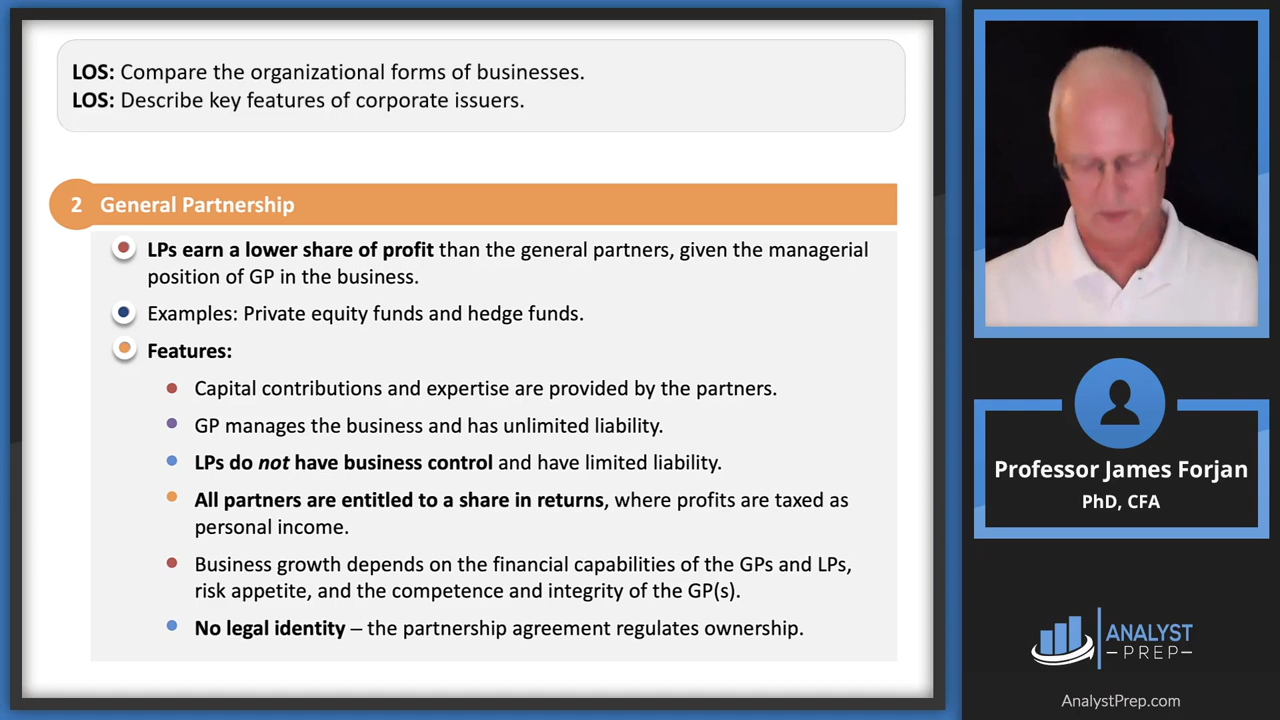 LOS: Compare the organizational forms of businesses.
LOS: Describe key features of corporate issuers.
2 General Partnership
LPs earn a lower share of profit than the general partners, given the managerial
position of GP in the business.
Examples: Private equity funds and hedge funds.
Features:
Capital contributions and expertise are provided by the partners.
GP manages the business and has unlimited liability.
LPs do not have business control and have limited liability.
All partners are entitled to a share in returns, where profits are taxed as
personal income.
Business growth depends on the financial capabilities of the GPs and LPs,
risk appetite, and the competence and integrity of the GP(s).
No legal identity – the partnership agreement regulates ownership.
Professor James Forjan
PhD, CFA
ANALYST
–PREP–
AnalystPrep.com